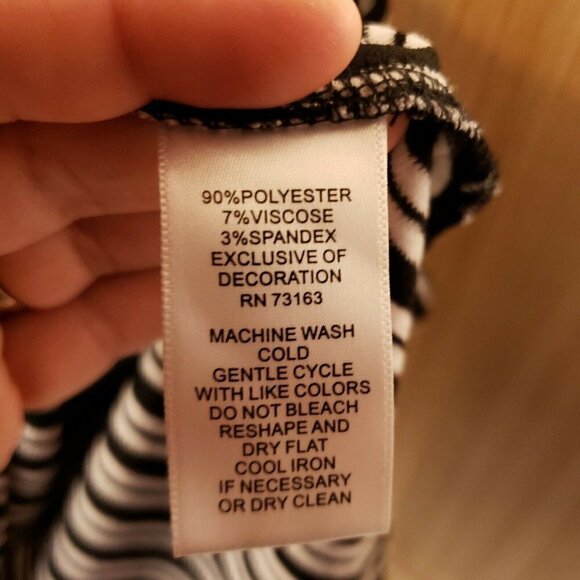 90%POLYESTER
7%VISCOSE
3%SPANDEX
EXCLUSIVE OF
DECORATION
RN 73163
MACHINE WASH
COLD
GENTLE CYCLE
WITH LIKE COLORS
DO NOT BLEACH
RESHAPE AND
DRY FLAT
COOL IRON
IF NECESSARY
OR DRY CLEAN